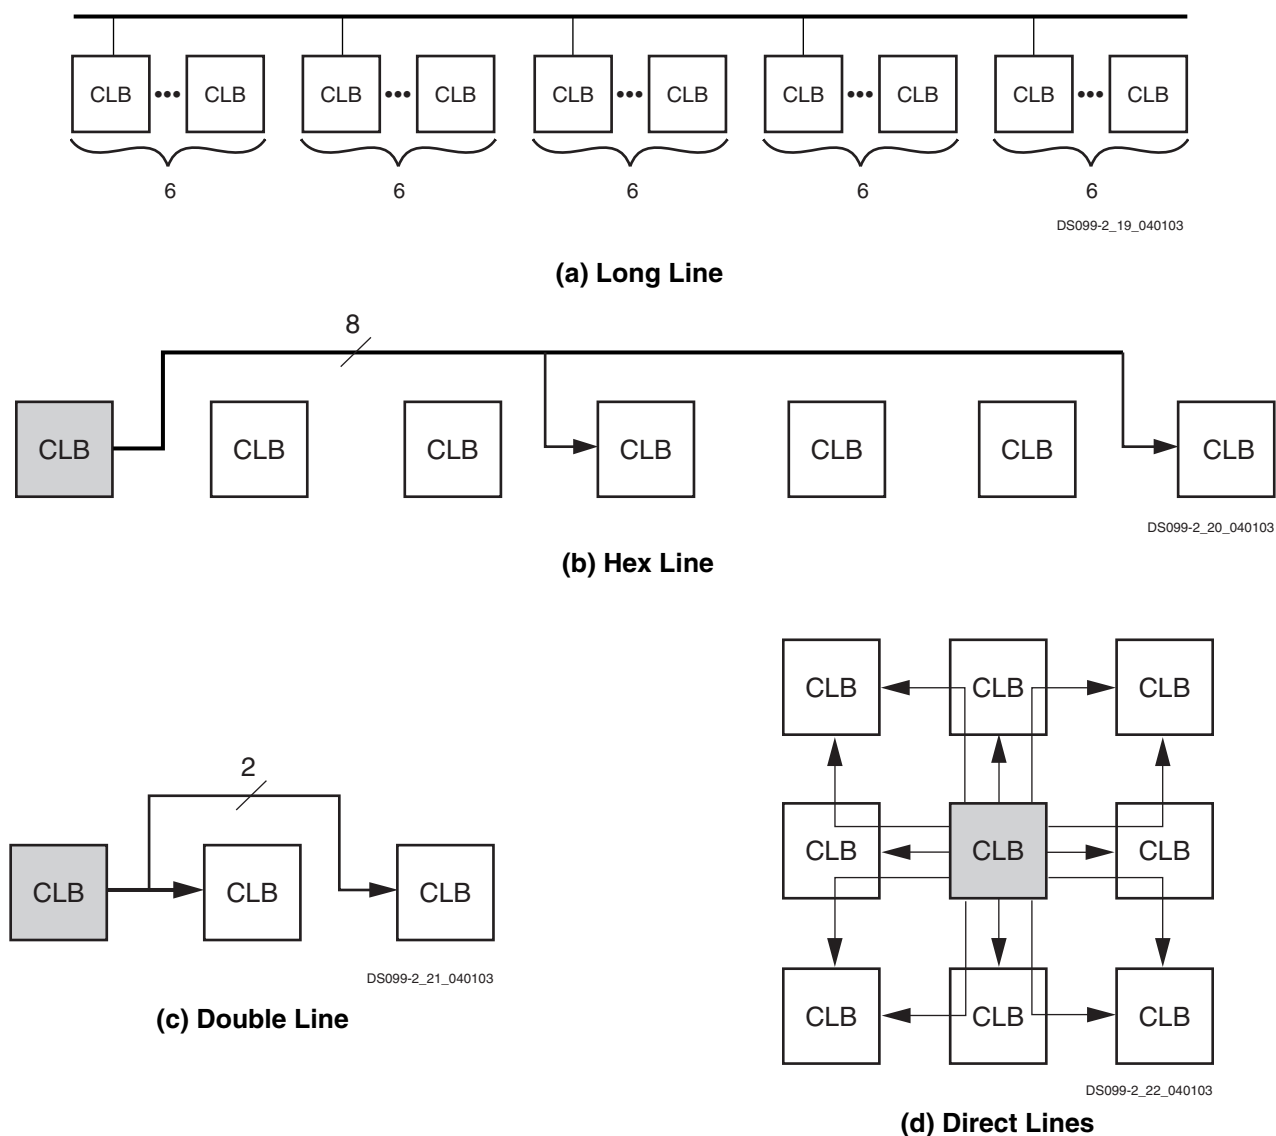 CLB ••• CLB CLB ••• CLB CLB ••• CLB CLB ••• CLB CLB ••• CLB
6 6 6 6 6
DS099-2_19_040103
(a) Long Line
8
CLB CLB CLB CLB CLB CLB CLB
DS099-2_20_040103
(b) Hex Line
2
CLB CLB CLB
DS099-2_21_040103
(c) Double Line
CLB CLB CLB
CLB CLB CLB
CLB CLB CLB
DS099-2_22_040103
(d) Direct Lines